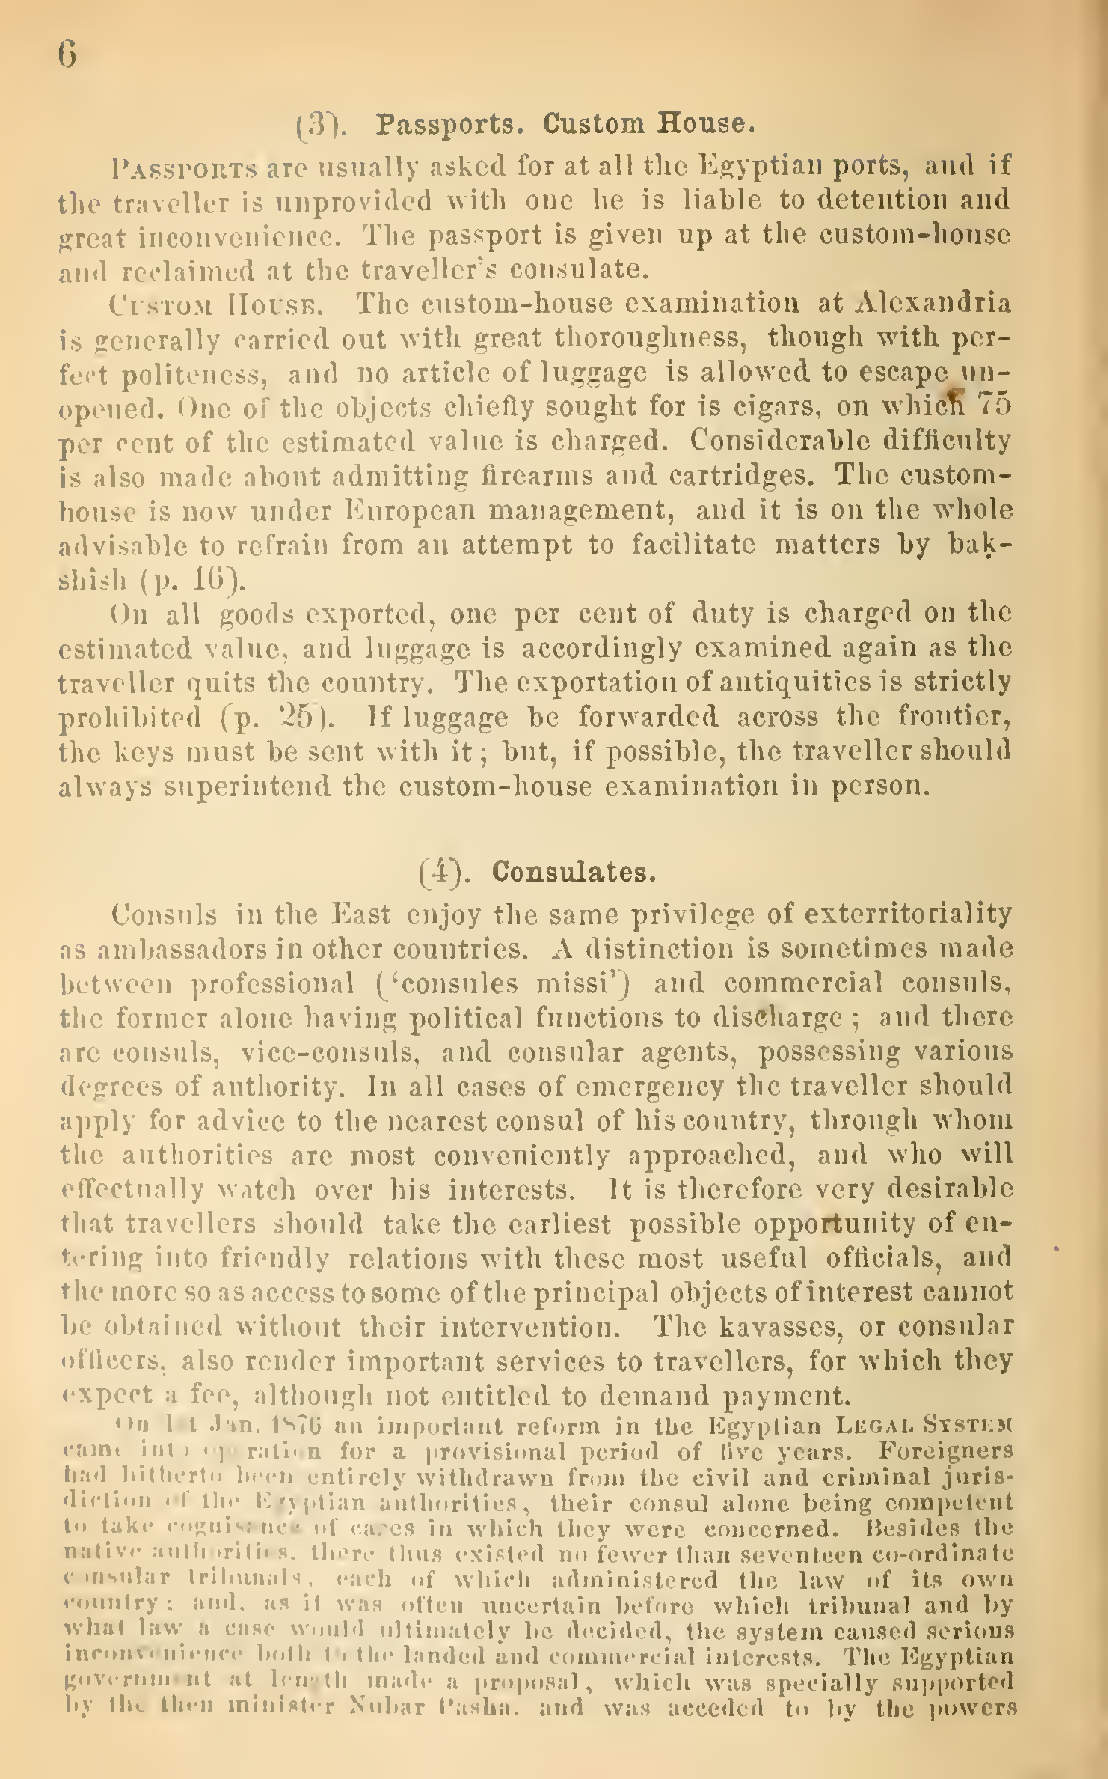 6
(3). Passports. Custom House.
PASSPORTS are usually asked for at all the Egyptian ports, and if
the traveller is unprovided with one he is liable to detention and
great inconvenience. The passport is given up at the custom-house
and reclaimed at the traveller's consulate.
CUSTOM HOUSE. The custom-house examination at Alexandria
is generally carried out with great thoroughness, though with per-
fect politeness, and no article of luggage is allowed to escape un-
opened. One of the objects chiefly sought for is cigars, on which 75
per cent of the estimated value is charged. Considerable difficulty
is also made about admitting firearms and cartridges. The custom-
house is now under European management, and it is on the whole
advisable to refrain from an attempt to facilitate matters by bak-
shîsh (p. 16).
On all goods exported, one per cent of duty is charged on the
estimated value, and luggage is accordingly examined again as the
traveller quits the country. The exportation of antiquities is strictly
prohibited (p. 25). If luggage be forwarded across the frontier,
the keys must be sent with it; but, if possible, the traveller should
always superintend the custom-house examination in person.
(4). Consulates.
Consuls in the East enjoy the same privilege of exterritoriality
as ambassadors in other countries. A distinction is sometimes made
between professional ('consules missi') and commercial consuls,
the former alone having political functions to discharge; and there
are consuls, vice-consuls, and consular agents, possessing various
degrees of authority. In all cases of emergency the traveller should
apply for advice to the nearest consul of his country, through whom
the authorities are most conveniently approached, and who will
effectually watch over his interests. It is therefore very desirable
that travellers should take the earliest possible opportunity of en-
tering into friendly relations with these most useful officials, and
the more so as access to some of the principal objects of interest cannot
be obtained without their intervention. The kavasses, or consular
officers, also render important services to travellers, for which they
expect a fee, although not entitled to demand payment.
On 1st Jan. 1876 an important reform in the Egyptian LEGAL SYSTEM
came into operation for a provisional period of five years. Foreigners
had hitherto been entirely withdrawn from the civil and criminal juris-
diction of the Egyptian authorities, their consul alone being competent
to take cognisance of cases in which they were concerned. Besides the
native authorities, there thus existed no fewer than seventeen co-ordinate
consular tribunals, each of which administered the law of its own
country; and, as it was often uncertain before which tribunal and by
what law a case would ultimately be decided, the system caused serious
inconvenience both to the landed and commercial interests. The Egyptian
government at length made a proposal, which was specially supported
by the then minister Nubar Pasha, and was acceded to by the powers